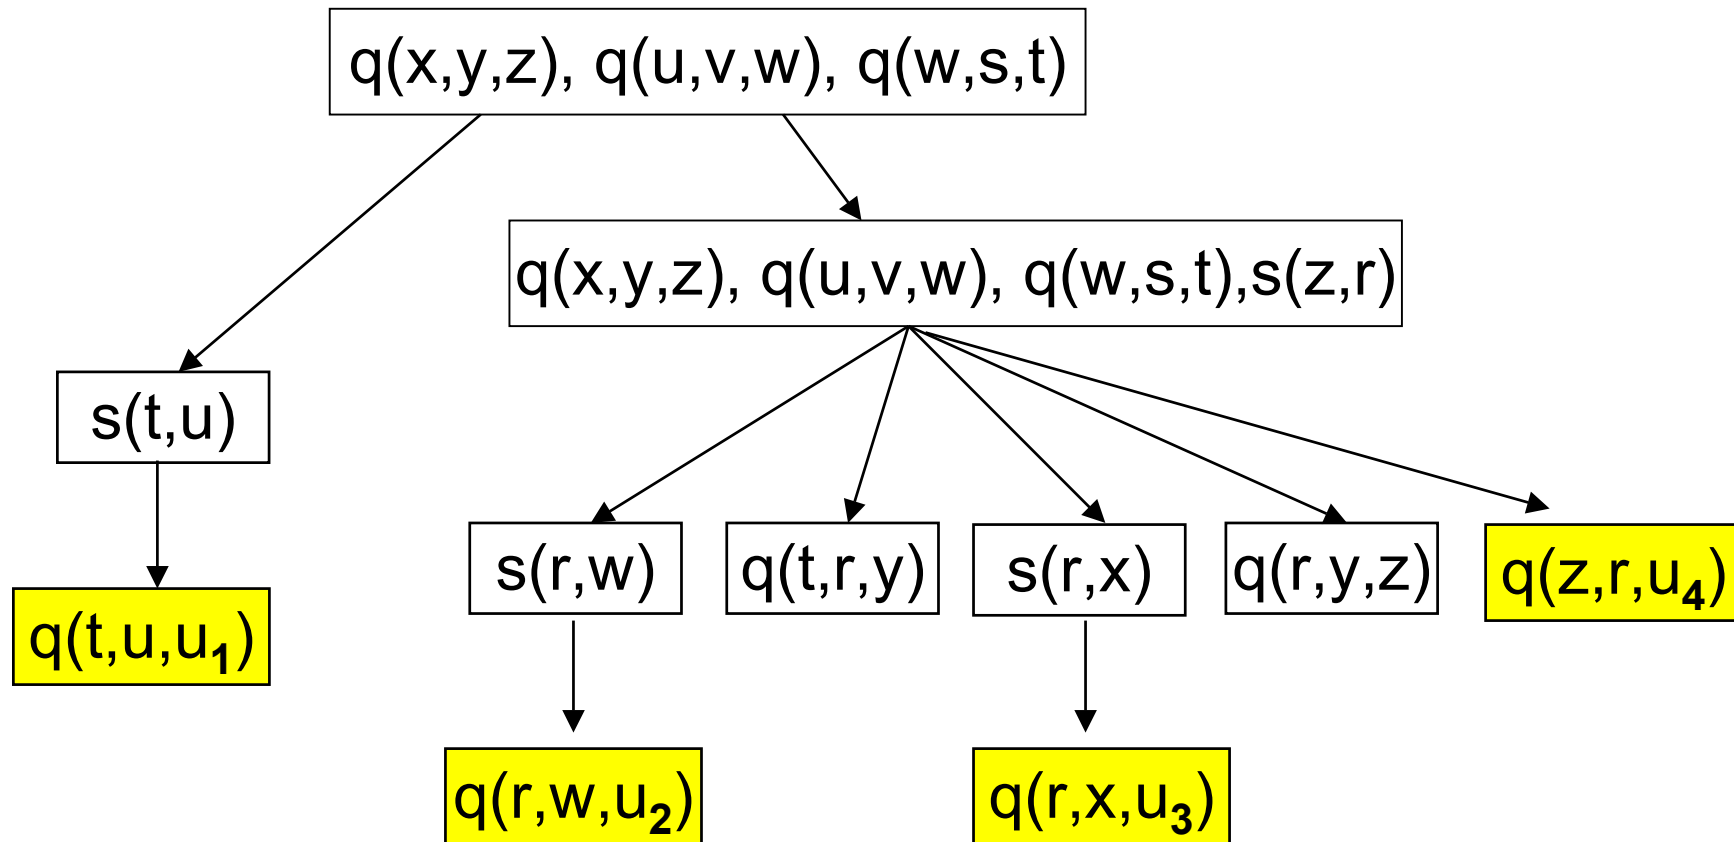 q(x,y,z), q(u,v,w), q(w,s,t)
q(x,y,z), q(u,v,w), q(w,s,t),s(z,r)
s(t,u)
s(r,w)
q(t,r,y)
s(r,x)
q(r,y,z)
q(z,r,u₄)
q(t,u,u₁)
q(r,w,u₂)
q(r,x,u₃)